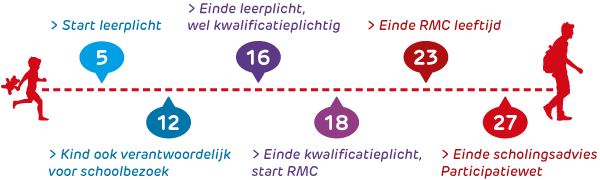 > Start leerplicht
5
> Kind ook verantwoordelijk
voor schoolbezoek
12
> Einde leerplicht,
wel kwalificatieplichtig
16
> Einde kwalificatieplicht,
start RMC
18
> Einde RMC leeftijd
23
> Einde scholingsadvies
Participatiewet
27